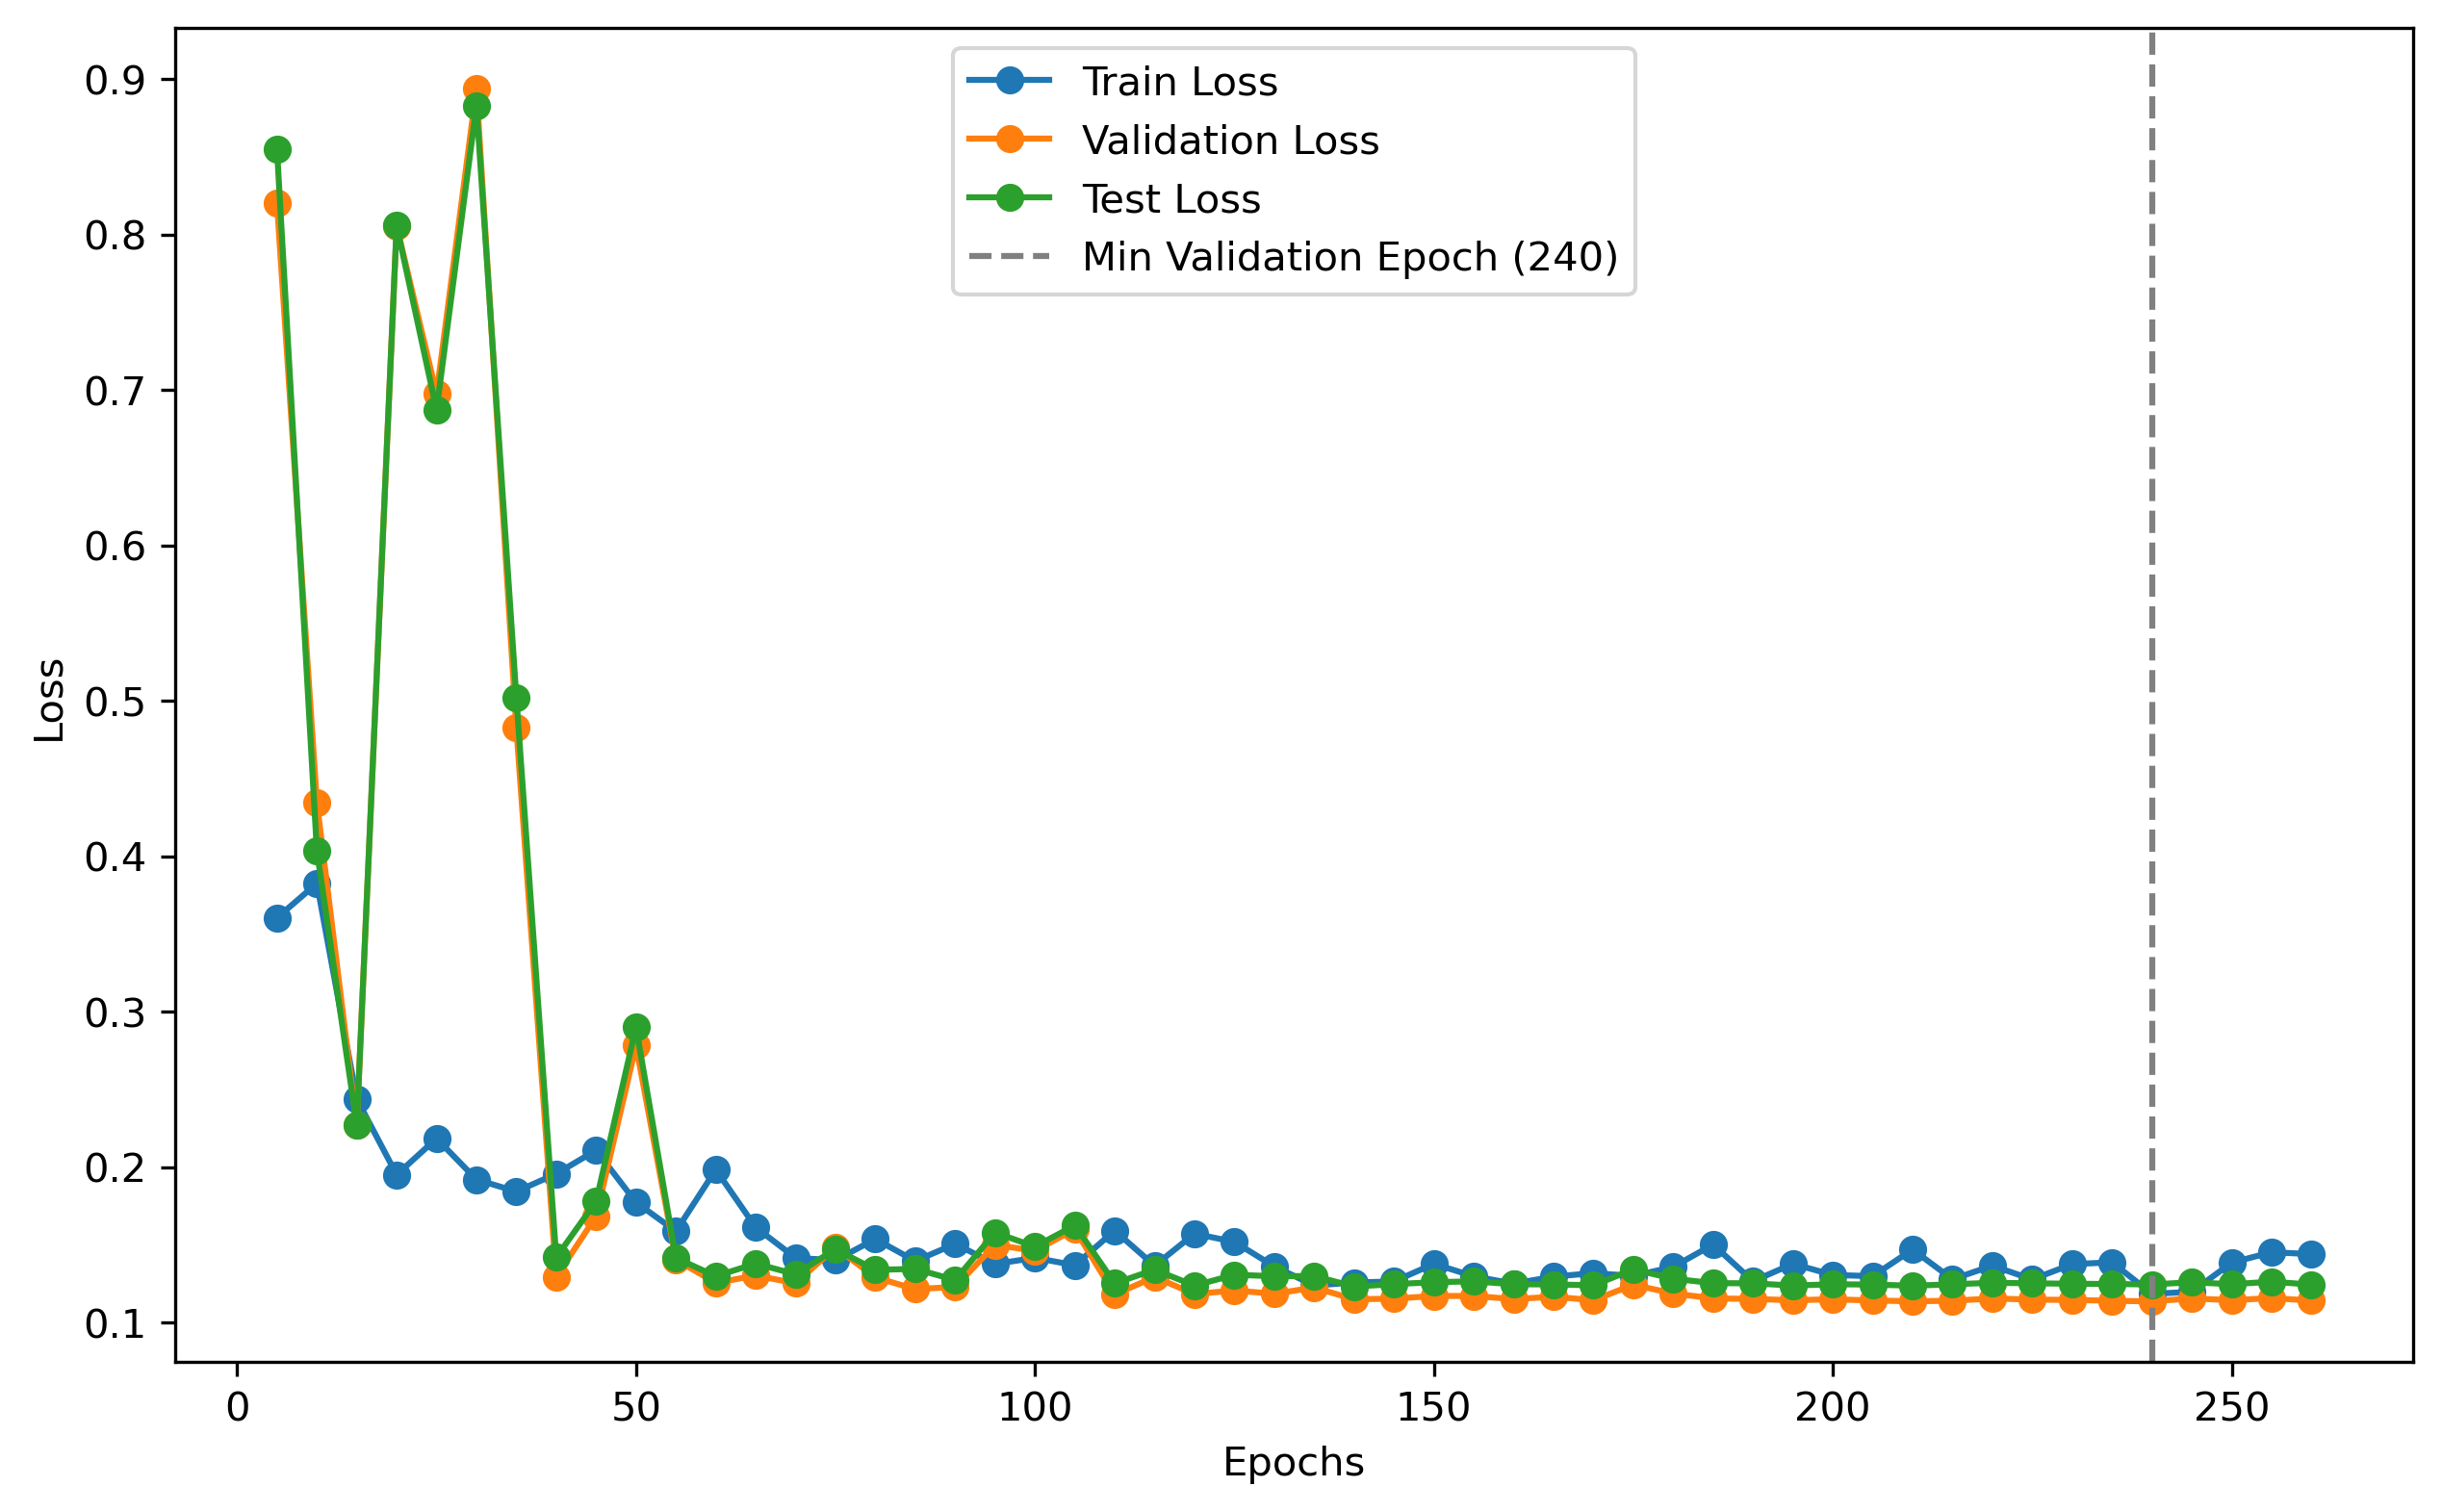 Train Loss
Validation Loss
Test Loss
Min Validation Epoch (240)
0.9
0.8
0.7
0.6
0.5
0.4
0.3
0.2
0.1
Loss
0 50 100 150 200 250
Epochs